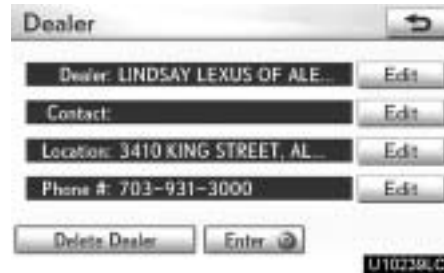 Dealer
Dealer: LINDSAY LEXUS OF ALE... Edit
Contact: Edit
Location: 3410 KING STREET, AL... Edit
Phone #: 703-931-3000 Edit
Delete Dealer Enter
U10239LC